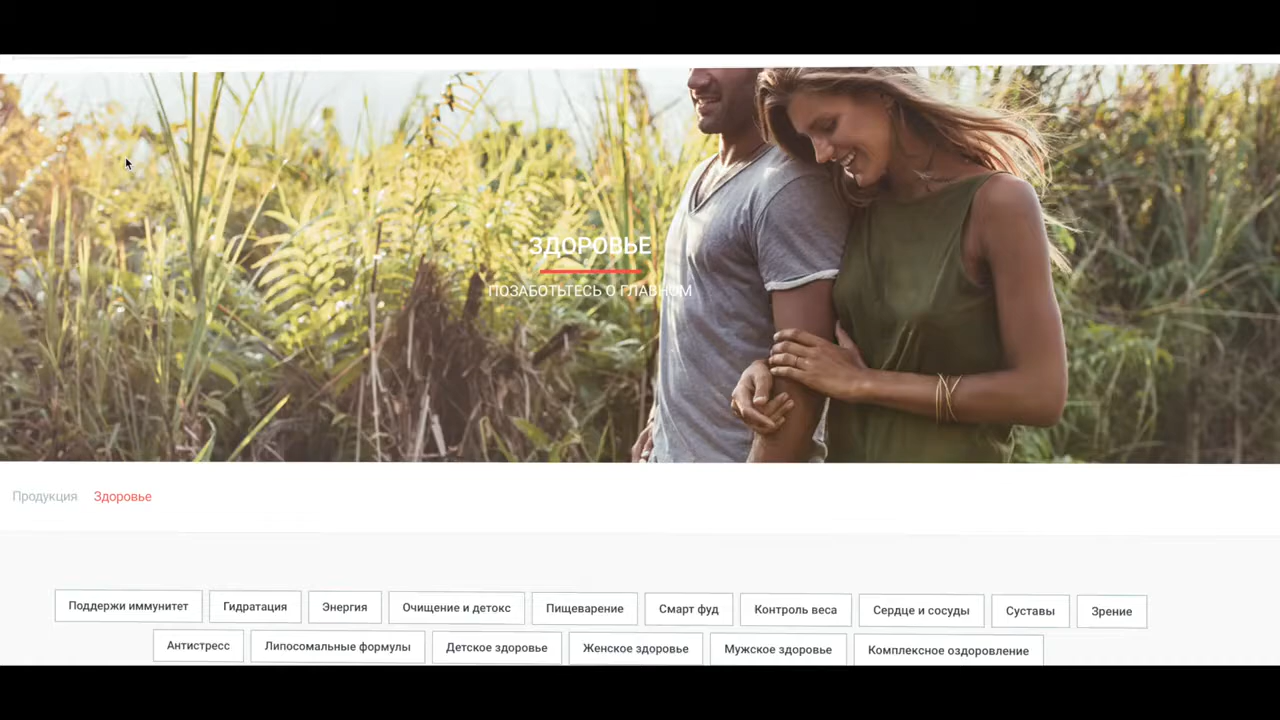 ЗДОРОВЬЕ
ПОЗАБОТЬТЕСЬ О ГЛАВНОМ
Продукция Здоровье
Поддержи иммунитет Гидратация Энергия Очищение и детокс Пищеварение Смарт фуд Контроль веса Сердце и сосуды Суставы Зрение
Антистресс Липосомальные формулы Детское здоровье Женское здоровье Мужское здоровье Комплексное оздоровление